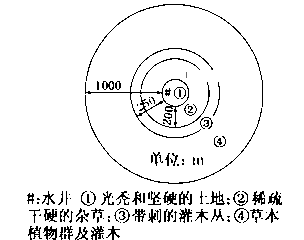 1000
# ①
350
200
②
③
④
单位:m
#:水井 ①光秃和坚硬的土地;②稀疏
干硬的杂草;③带刺的灌木丛;④草本
植物群及灌木